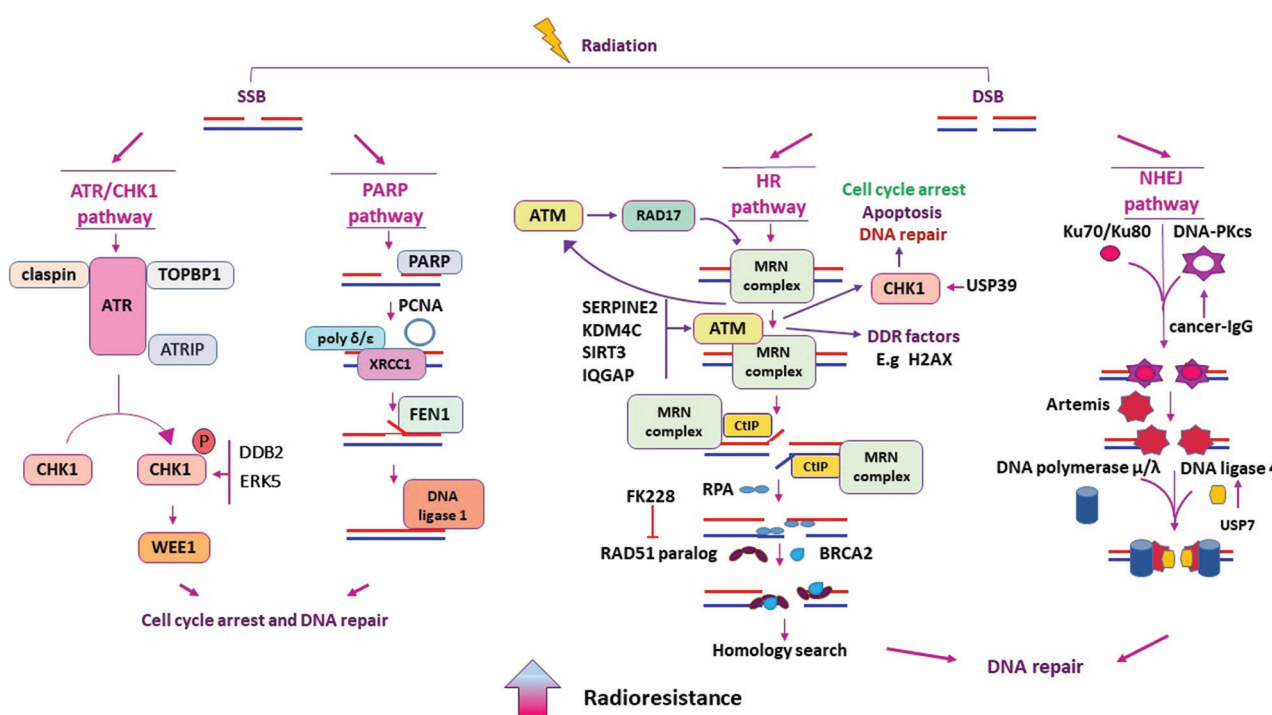 Radiation
SSB
DSB
ATR/CHK1
pathway
PARP
pathway
HR
pathway
NHEJ
pathway
claspin
TOPBP1
ATR
ATRIP
CHK1
P
CHK1
DDB2
ERK5
WEE1
PARP
PCNA
poly δ/ε
XRCC1
FEN1
DNA
ligase 1
Cell cycle arrest and DNA repair
ATM
RAD17
MRN
complex
Cell cycle arrest
Apoptosis
DNA repair
CHK1
USP39
SERPINE2
KDM4C
SIRT3
IQGAP
ATM
MRN
complex
DDR factors
E.g H2AX
MRN
complex
CtIP
CtIP
MRN
complex
RPA
FK228
RAD51 paralog
BRCA2
Homology search
Ku70/Ku80
DNA-PKcs
cancer-IgG
Artemis
DNA polymerase μ/λ
DNA ligase 4
USP7
DNA repair
Radioresistance